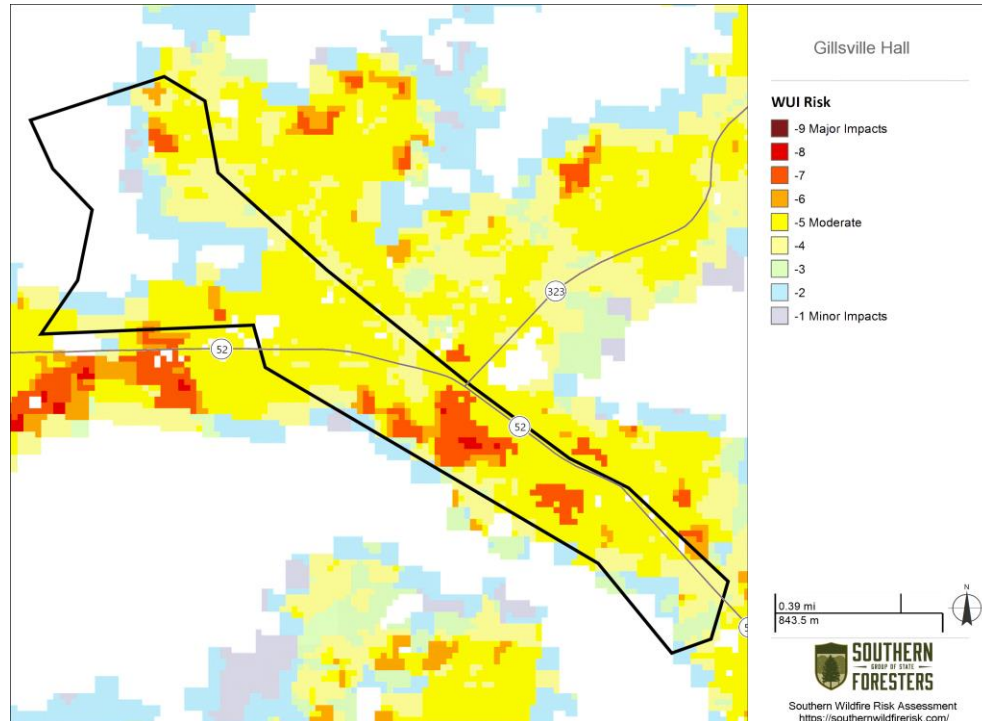 Gillsville Hall
WUI Risk
-9 Major Impacts
-8
-7
-6
-5 Moderate
-4
-3
-2
-1 Minor Impacts
323
52
52
5
0.39 mi
843.5 m
N
SOUTHERN
GROUP OF STATE
FORESTERS
Southern Wildfire Risk Assessment
https://southernwildfirerisk.com/